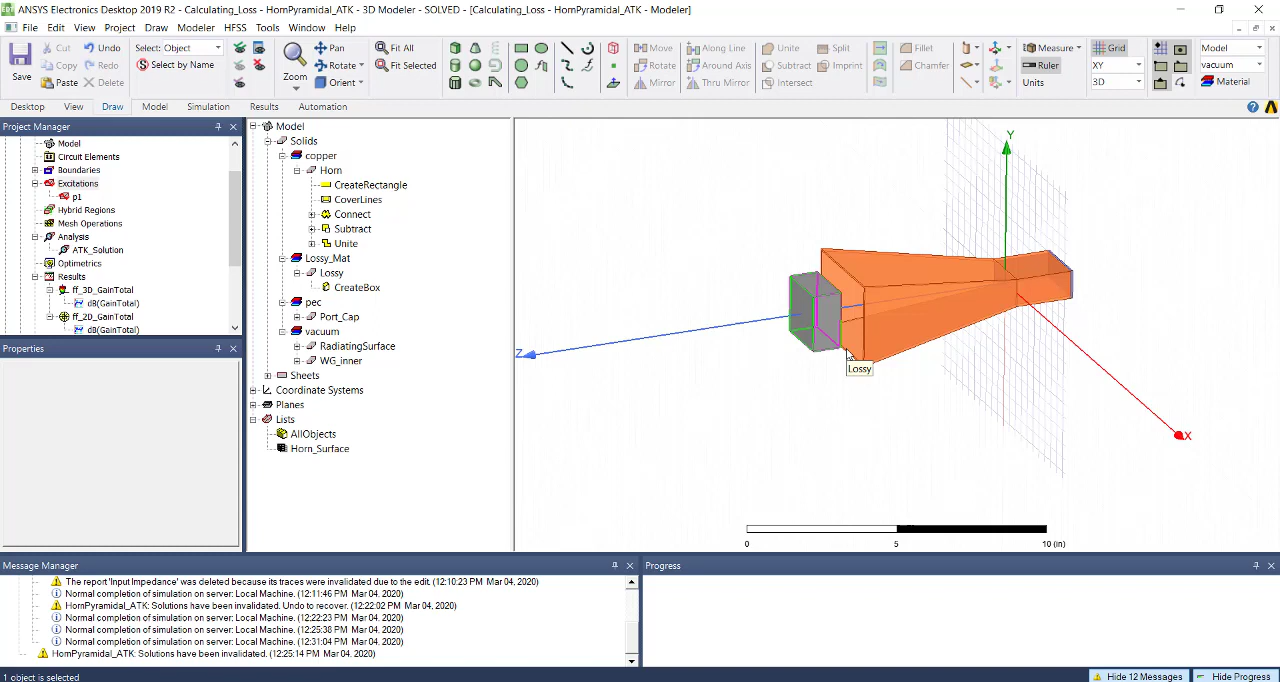 ANSYS Electronics Desktop 2019 R2 - Calculating_Loss - HornPyramidal_ATK - 3D Modeler - SOLVED - [Calculating_Loss - HornPyramidal_ATK - Modeler]
File Edit View Project Draw Modeler HFSS Tools Window Help
Save
Cut Undo
Copy Redo
Paste Delete
Select: Object
Select by Name
Zoom
Pan
Rotate
Orient
Fit All
Fit Selected
Move Along Line
Rotate Around Axis
Mirror Thru Mirror
Unite Split
Subtract Imprint
Intersect
Fillet
Chamfer
Measure Grid
Ruler XY
Units 3D
Model
vacuum
Material
Desktop View Draw Model Simulation Results Automation
Project Manager
Model
Circuit Elements
Boundaries
Excitations
p1
Hybrid Regions
Mesh Operations
Analysis
ATK_Solution
Optimetrics
Results
ff_3D_GainTotal
dB(GainTotal)
ff_2D_GainTotal
dB(GainTotal)
Properties
Model
Solids
copper
Horn
CreateRectangle
CoverLines
Connect
Subtract
Unite
Lossy_Mat
Lossy
CreateBox
pec
Port_Cap
vacuum
RadiatingSurface
WG_inner
Sheets
Coordinate Systems
Planes
Lists
AllObjects
Horn_Surface
Y
Z
X
Lossy
0 5 10 (in)
Message Manager
The report 'Input Impedance' was deleted because its traces were invalidated due to the edit. (12:10:23 PM Mar 04, 2020)
Normal completion of simulation on server: Local Machine. (12:11:46 PM Mar 04, 2020)
HornPyramidal_ATK: Solutions have been invalidated. Undo to recover. (12:22:02 PM Mar 04, 2020)
Normal completion of simulation on server: Local Machine. (12:22:23 PM Mar 04, 2020)
Normal completion of simulation on server: Local Machine. (12:25:38 PM Mar 04, 2020)
Normal completion of simulation on server: Local Machine. (12:31:04 PM Mar 04, 2020)
HornPyramidal_ATK: Solutions have been invalidated. (12:25:14 PM Mar 04, 2020)
Progress
1 object is selected
Hide 12 Messages
Hide Progress